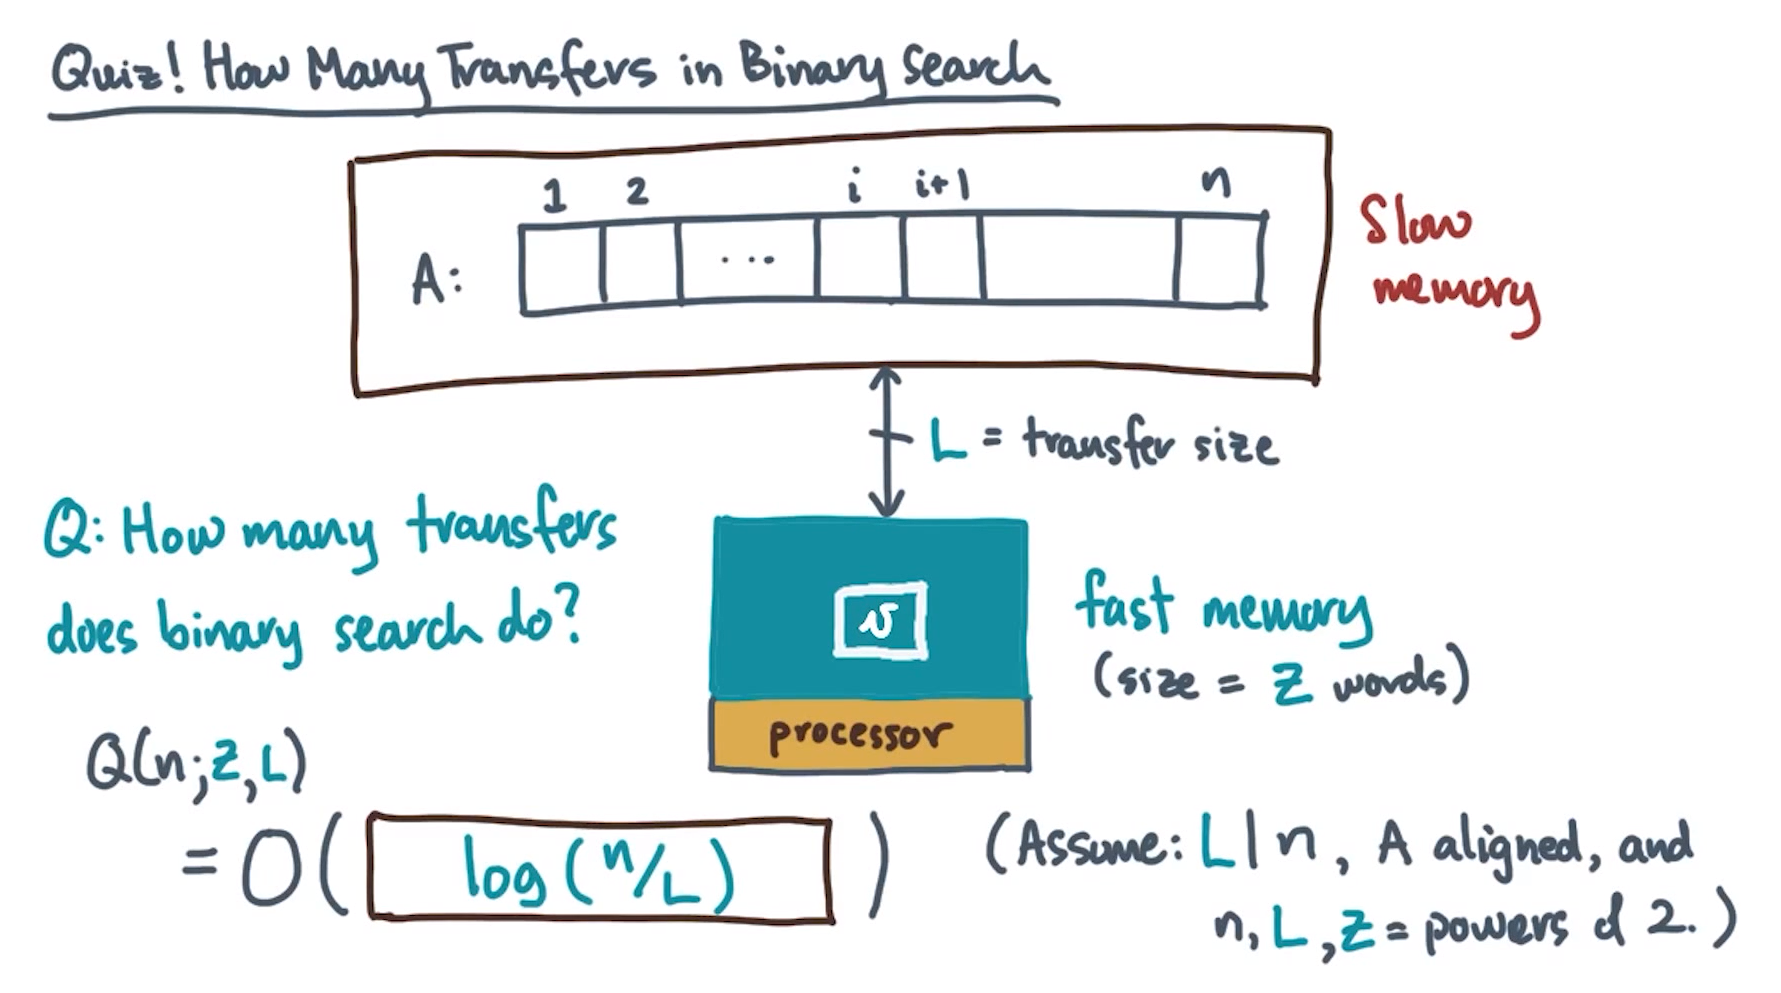 Quiz! How Many Transfers in Binary Search
1 2 i i+1 n
A: ...
Slow
memory
L = transfer size
Q: How many transfers
does binary search do?
v
fast memory
(size = Z words)
processor
Q(n;Z,L)
= O( log(n/L) )
(Assume: L|n, A aligned, and
n, L, Z = powers of 2.)